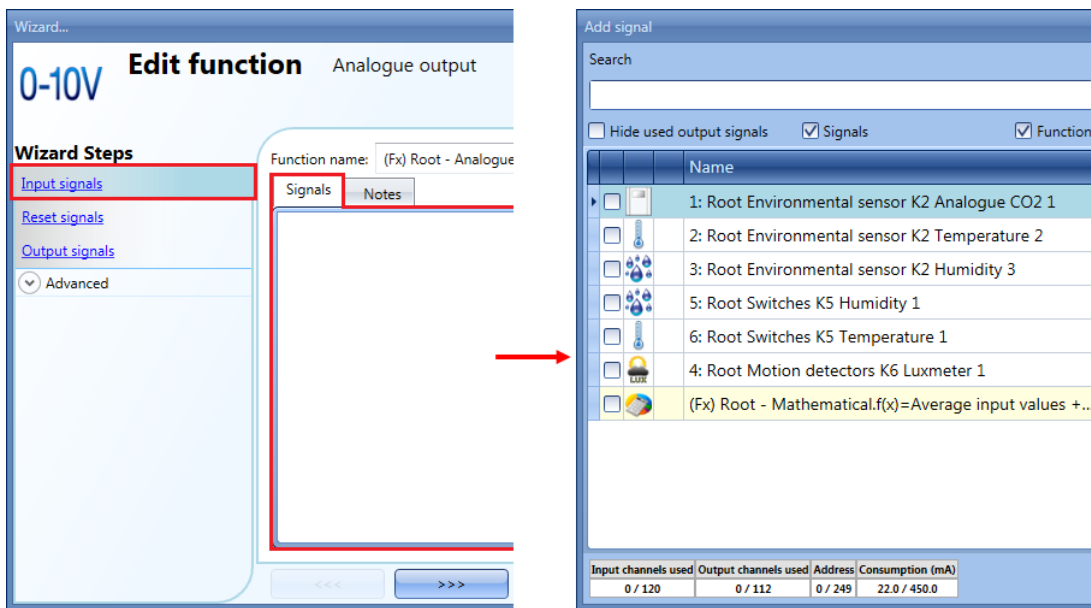 Wizard...
0-10V
Edit function Analogue output
Wizard Steps
Input signals
Reset signals
Output signals
Advanced
Function name: (Fx) Root - Analogue
Signals
Notes
<<<
>>>
Add signal
Search
Hide used output signals
Signals
Function
Name
1: Root Environmental sensor K2 Analogue CO2 1
2: Root Environmental sensor K2 Temperature 2
3: Root Environmental sensor K2 Humidity 3
5: Root Switches K5 Humidity 1
6: Root Switches K5 Temperature 1
LUX
4: Root Motion detectors K6 Luxmeter 1
(Fx) Root - Mathematical.f(x)=Average input values +...
Input channels used Output channels used Address Consumption (mA)
0 / 120 0 / 112 0 / 249 22.0 / 450.0